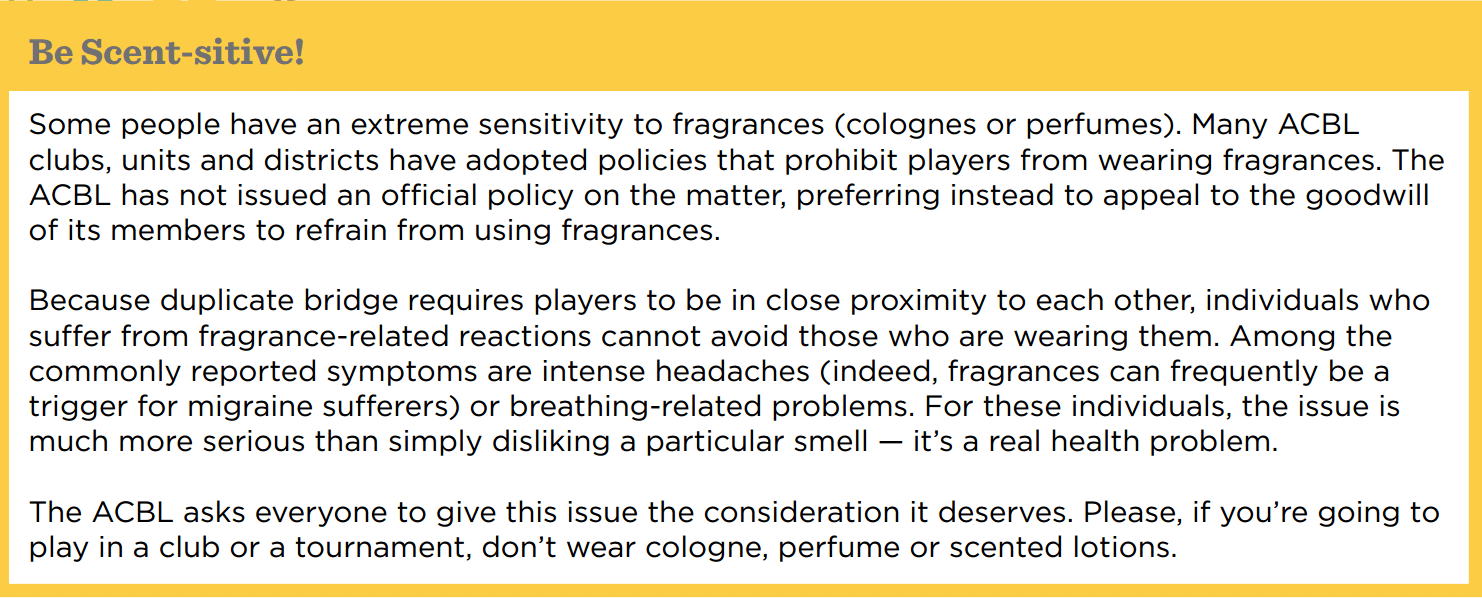 Be Scent-sitive!
Some people have an extreme sensitivity to fragrances (colognes or perfumes). Many ACBL
clubs, units and districts have adopted policies that prohibit players from wearing fragrances. The
ACBL has not issued an official policy on the matter, preferring instead to appeal to the goodwill
of its members to refrain from using fragrances.
Because duplicate bridge requires players to be in close proximity to each other, individuals who
suffer from fragrance-related reactions cannot avoid those who are wearing them. Among the
commonly reported symptoms are intense headaches (indeed, fragrances can frequently be a
trigger for migraine sufferers) or breathing-related problems. For these individuals, the issue is
much more serious than simply disliking a particular smell — it’s a real health problem.
The ACBL asks everyone to give this issue the consideration it deserves. Please, if you’re going to
play in a club or a tournament, don’t wear cologne, perfume or scented lotions.